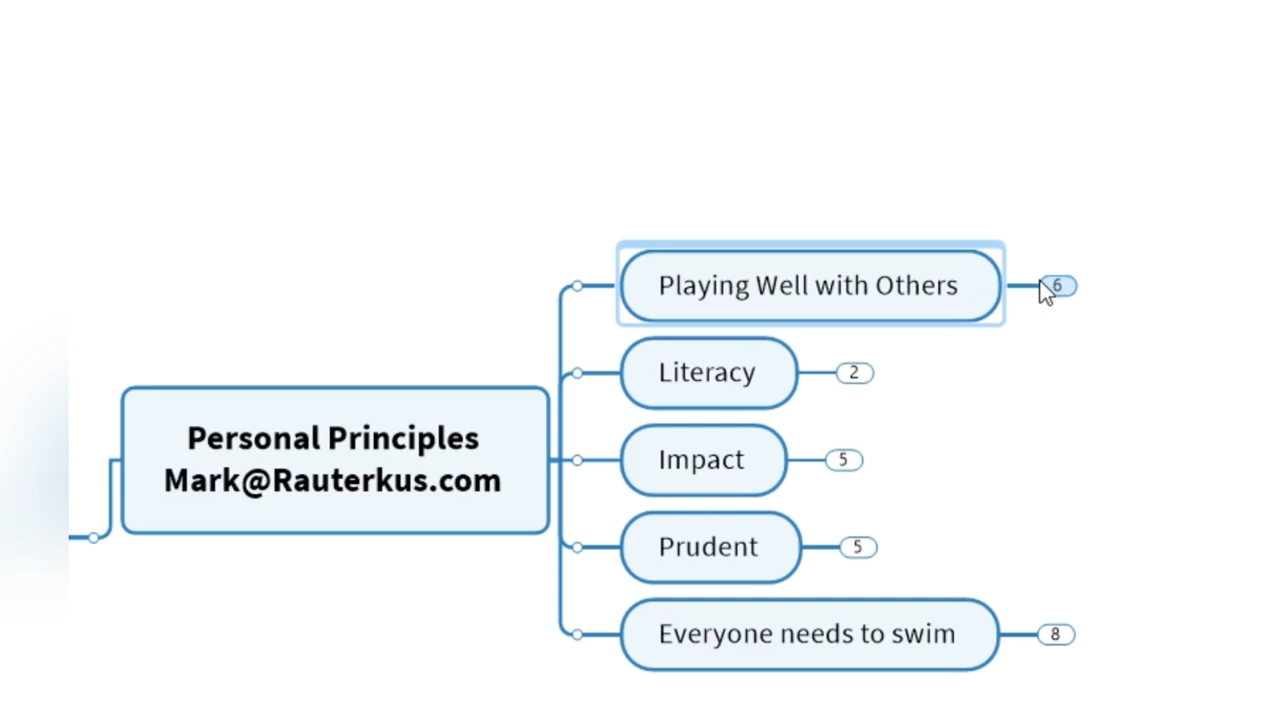 Playing Well with Others
6
Literacy
2
Personal Principles
Mark@Rauterkus.com
Impact
5
Prudent
5
Everyone needs to swim
8